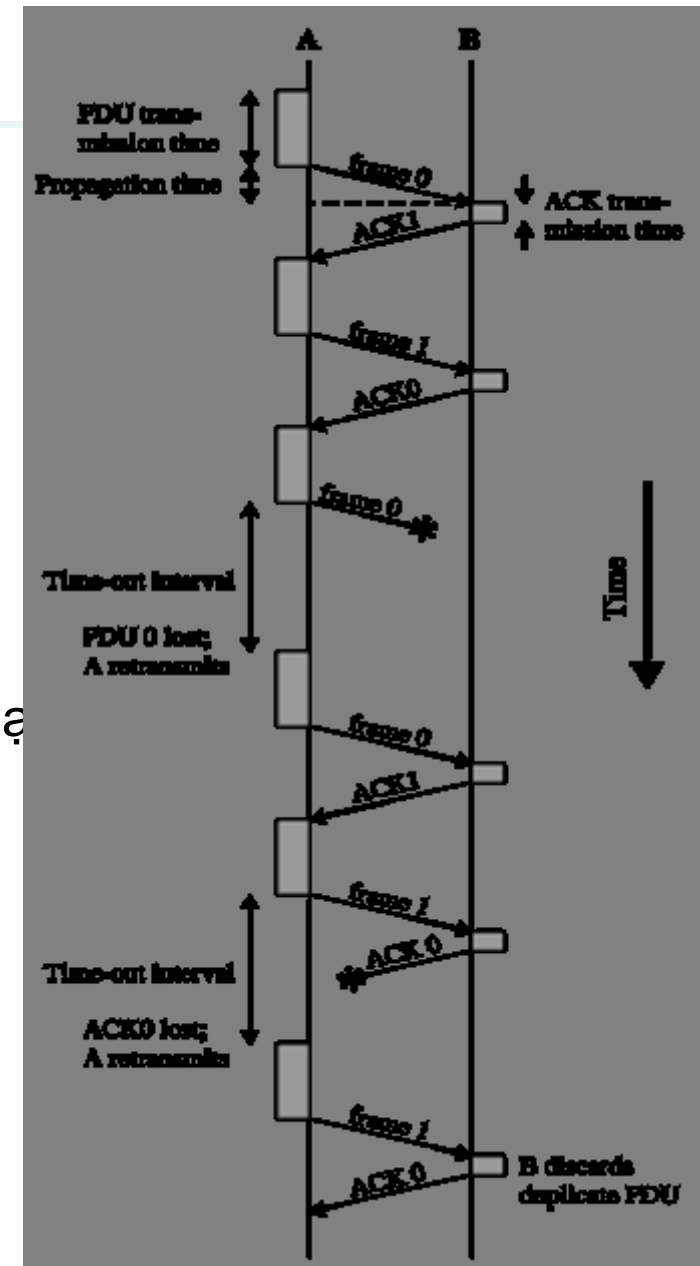 A
B
PDU trans-
mission time
Propagation time
frame 0
ACK trans-
mission time
ACK1
frame 1
ACK0
frame 0
Time-out interval
PDU 0 lost;
A retransmits
Time
ạ
frame 0
ACK1
frame 1
ACK 0
Time-out interval
ACK0 lost;
A retransmits
frame 1
ACK 0
B discards
duplicate PDU